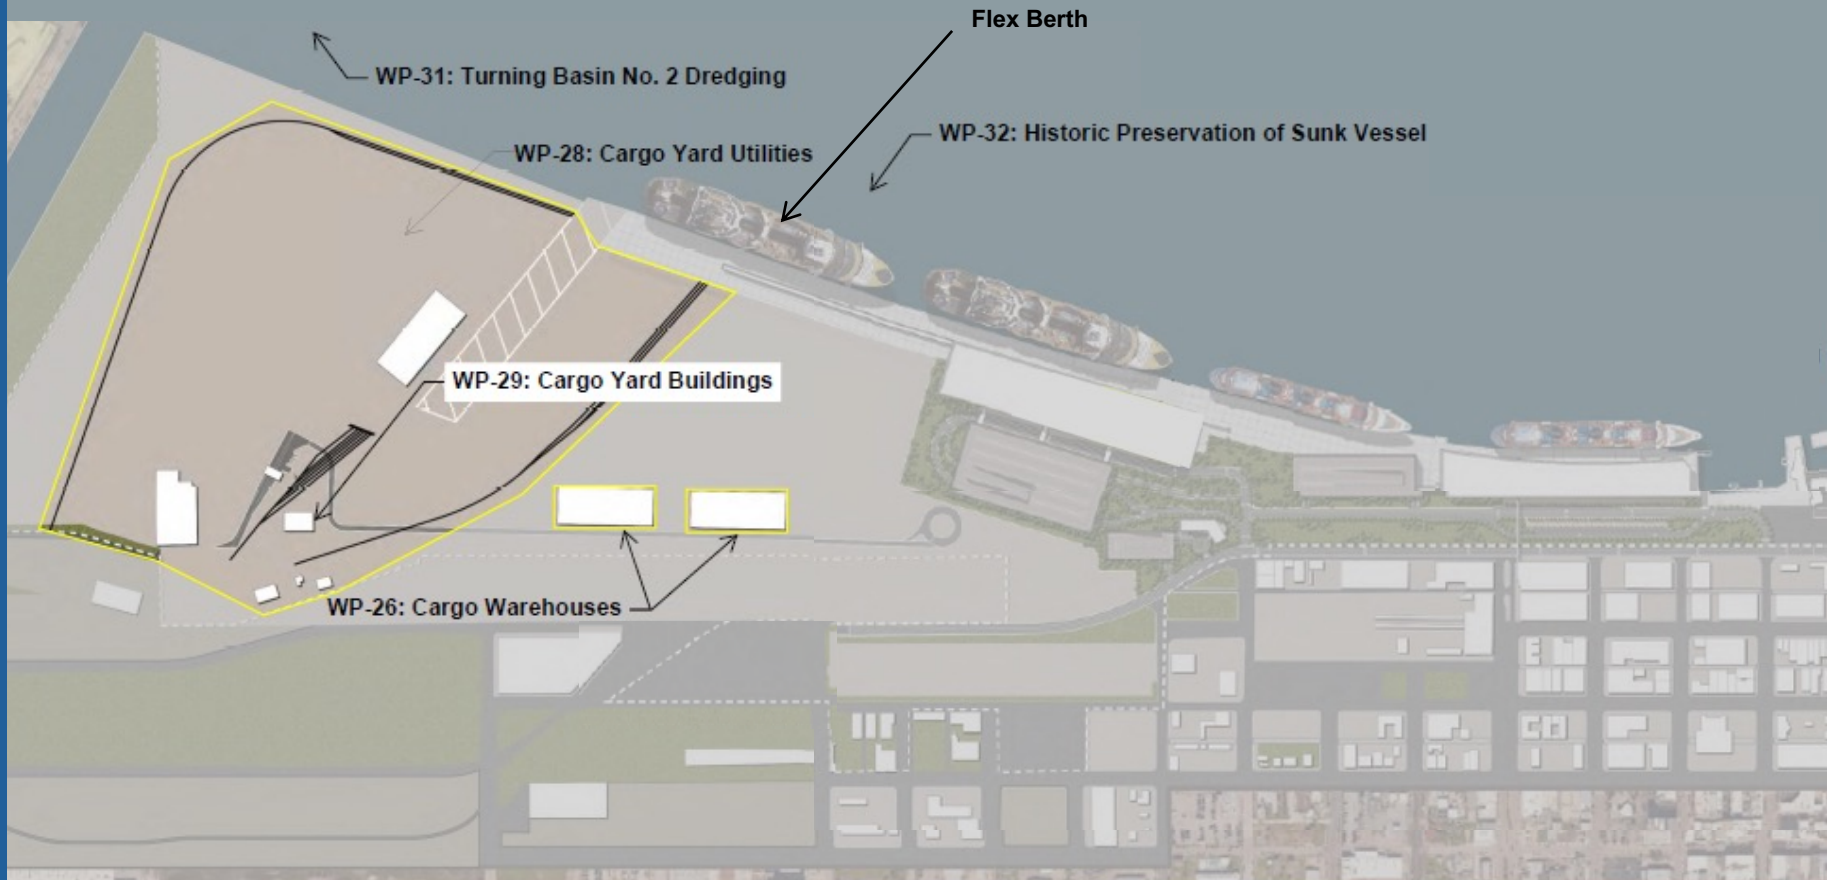 Flex Berth
WP-31: Turning Basin No. 2 Dredging
WP-32: Historic Preservation of Sunk Vessel
WP-28: Cargo Yard Utilities
WP-29: Cargo Yard Buildings
WP-26: Cargo Warehouses